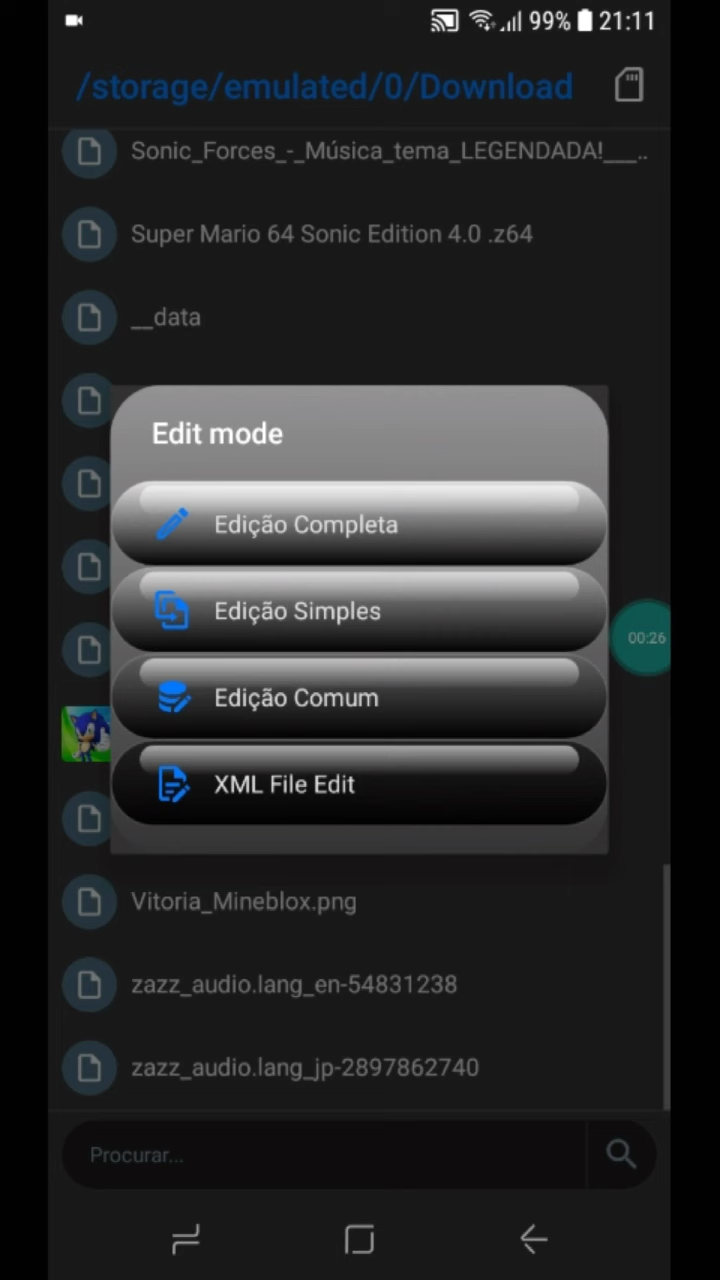 99% 21:11
/storage/emulated/0/Download
Sonic_Forces_-_Música_tema_LEGENDADA!___..
Super Mario 64 Sonic Edition 4.0 .z64
__data
Edit mode
Edição Completa
Edição Simples
00:26
Edição Comum
XML File Edit
Vitoria_Mineblox.png
zazz_audio.lang_en-54831238
zazz_audio.lang_jp-2897862740
Procurar...